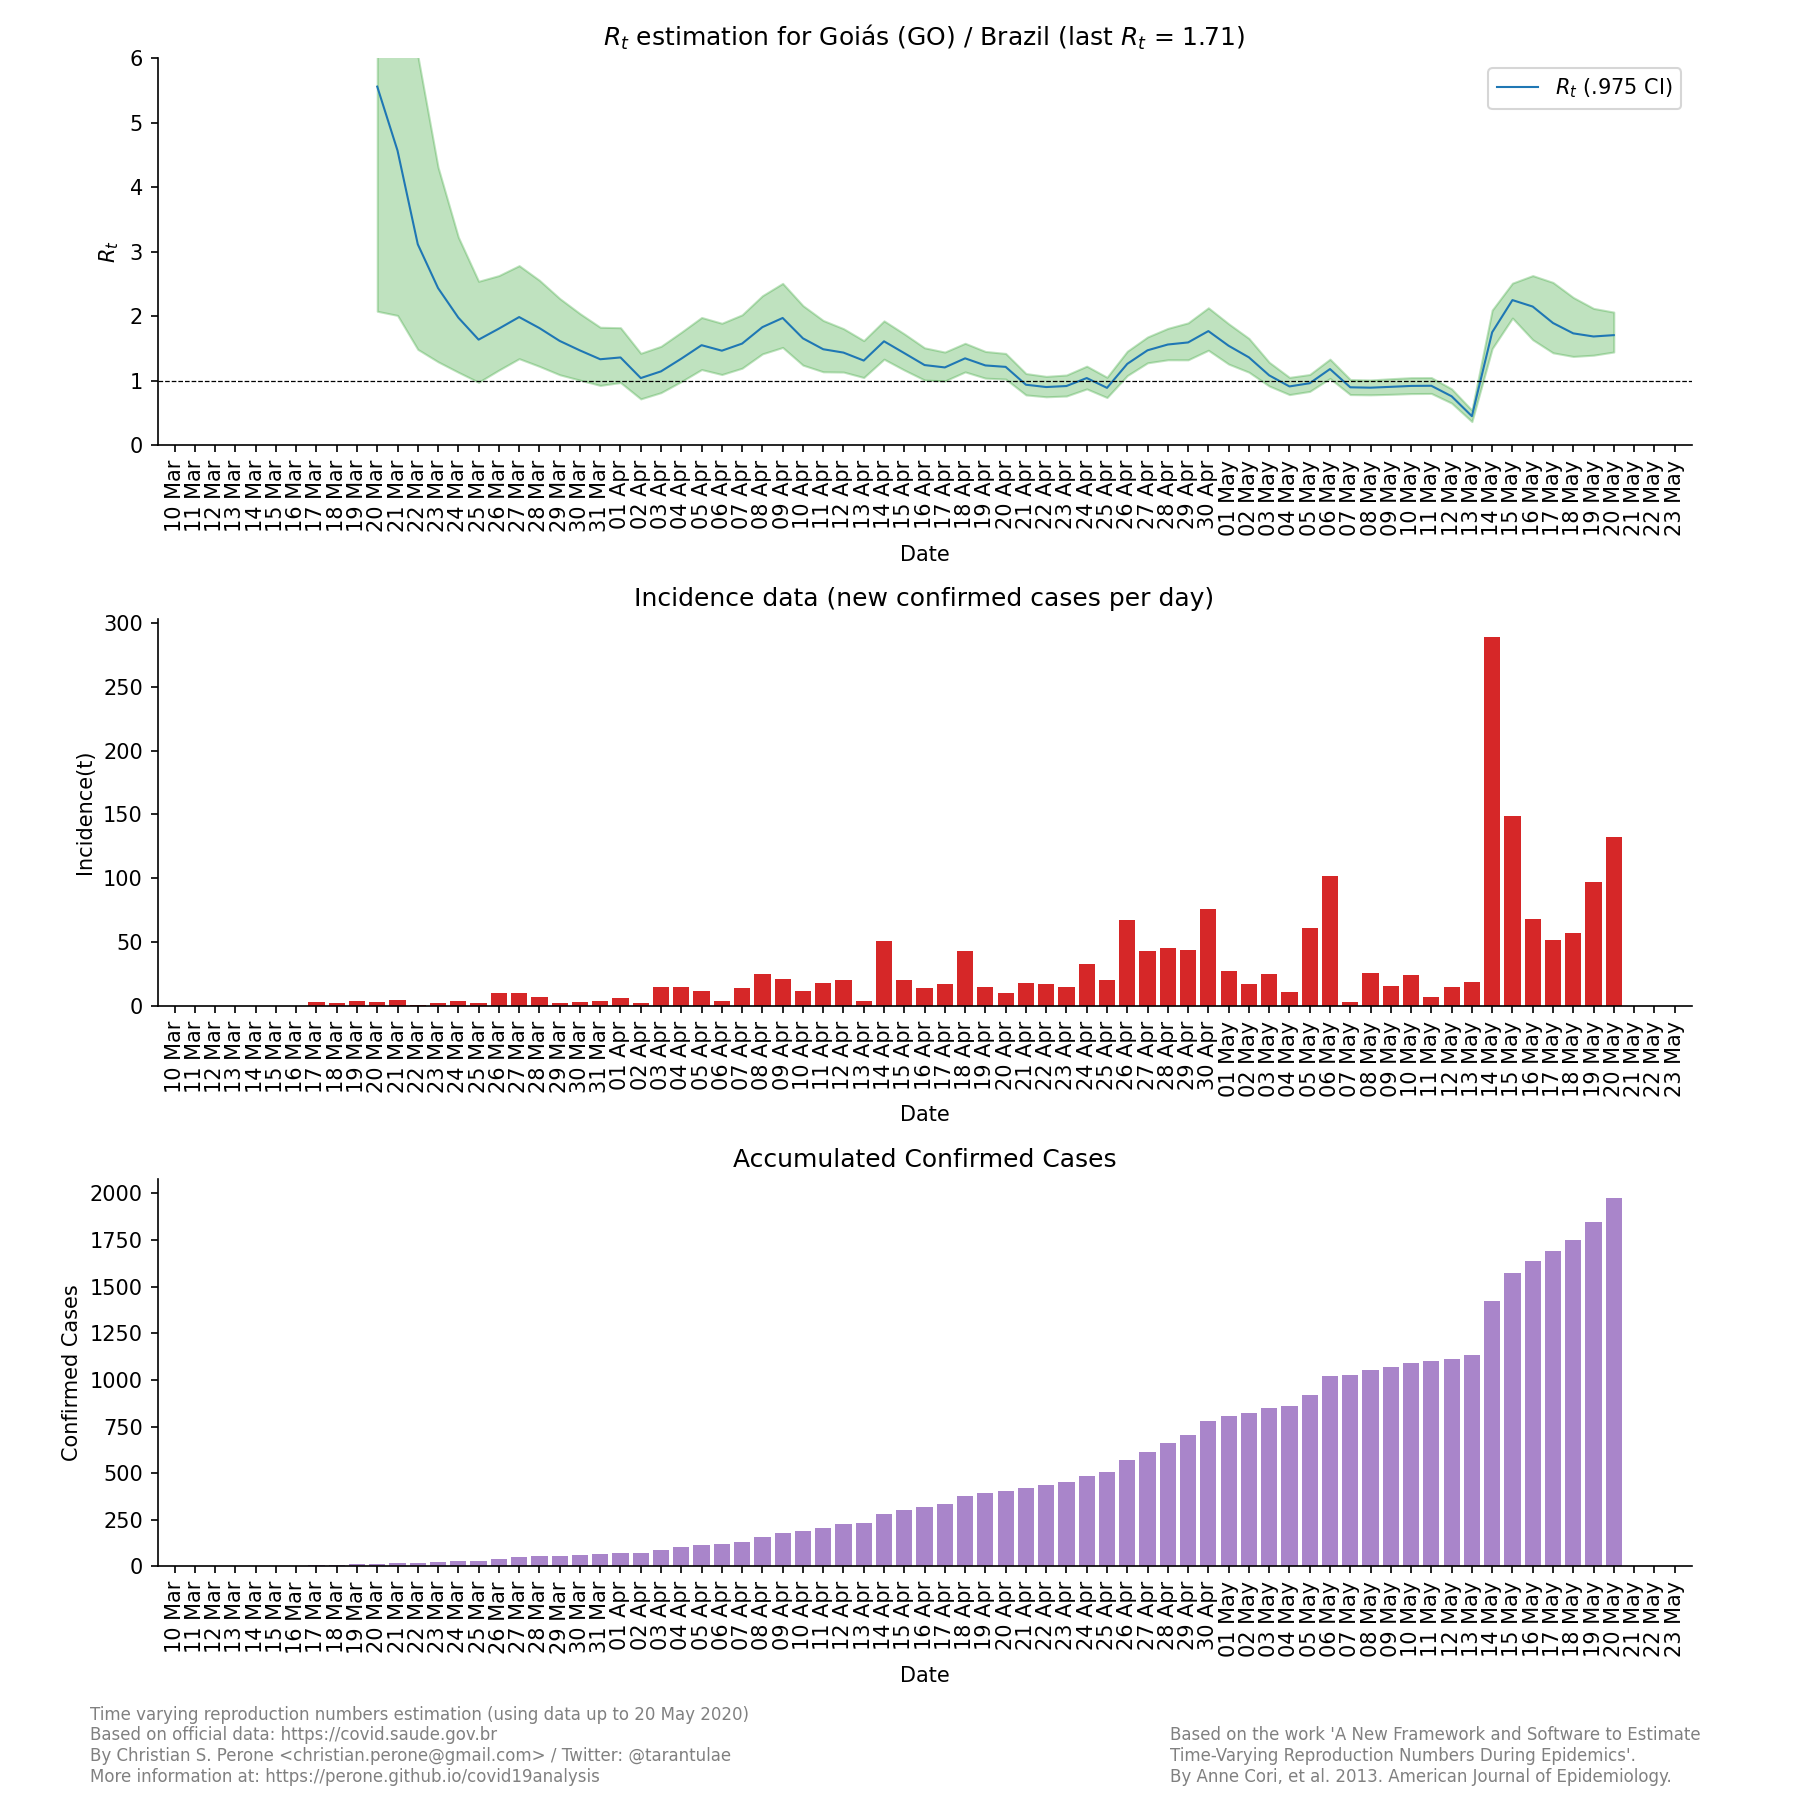 Rt estimation for Goiás (GO) / Brazil (last Rt = 1.71)
6
5
4
3
2
1
0
Rt
Rt (.975 CI)
10 Mar
11 Mar
12 Mar
13 Mar
14 Mar
15 Mar
16 Mar
17 Mar
18 Mar
19 Mar
20 Mar
21 Mar
22 Mar
23 Mar
24 Mar
25 Mar
26 Mar
27 Mar
28 Mar
29 Mar
30 Mar
31 Mar
01 Apr
02 Apr
03 Apr
04 Apr
05 Apr
06 Apr
07 Apr
08 Apr
09 Apr
10 Apr
11 Apr
12 Apr
13 Apr
14 Apr
15 Apr
16 Apr
17 Apr
18 Apr
19 Apr
20 Apr
21 Apr
22 Apr
23 Apr
24 Apr
25 Apr
26 Apr
27 Apr
28 Apr
29 Apr
30 Apr
01 May
02 May
03 May
04 May
05 May
06 May
07 May
08 May
09 May
10 May
11 May
12 May
13 May
14 May
15 May
16 May
17 May
18 May
19 May
20 May
21 May
22 May
23 May
Date
Incidence data (new confirmed cases per day)
300
250
200
150
100
50
0
Incidence(t)
10 Mar
11 Mar
12 Mar
13 Mar
14 Mar
15 Mar
16 Mar
17 Mar
18 Mar
19 Mar
20 Mar
21 Mar
22 Mar
23 Mar
24 Mar
25 Mar
26 Mar
27 Mar
28 Mar
29 Mar
30 Mar
31 Mar
01 Apr
02 Apr
03 Apr
04 Apr
05 Apr
06 Apr
07 Apr
08 Apr
09 Apr
10 Apr
11 Apr
12 Apr
13 Apr
14 Apr
15 Apr
16 Apr
17 Apr
18 Apr
19 Apr
20 Apr
21 Apr
22 Apr
23 Apr
24 Apr
25 Apr
26 Apr
27 Apr
28 Apr
29 Apr
30 Apr
01 May
02 May
03 May
04 May
05 May
06 May
07 May
08 May
09 May
10 May
11 May
12 May
13 May
14 May
15 May
16 May
17 May
18 May
19 May
20 May
21 May
22 May
23 May
Date
Accumulated Confirmed Cases
2000
1750
1500
1250
1000
750
500
250
0
Confirmed Cases
10 Mar
11 Mar
12 Mar
13 Mar
14 Mar
15 Mar
16 Mar
17 Mar
18 Mar
19 Mar
20 Mar
21 Mar
22 Mar
23 Mar
24 Mar
25 Mar
26 Mar
27 Mar
28 Mar
29 Mar
30 Mar
31 Mar
01 Apr
02 Apr
03 Apr
04 Apr
05 Apr
06 Apr
07 Apr
08 Apr
09 Apr
10 Apr
11 Apr
12 Apr
13 Apr
14 Apr
15 Apr
16 Apr
17 Apr
18 Apr
19 Apr
20 Apr
21 Apr
22 Apr
23 Apr
24 Apr
25 Apr
26 Apr
27 Apr
28 Apr
29 Apr
30 Apr
01 May
02 May
03 May
04 May
05 May
06 May
07 May
08 May
09 May
10 May
11 May
12 May
13 May
14 May
15 May
16 May
17 May
18 May
19 May
20 May
21 May
22 May
23 May
Date
Time varying reproduction numbers estimation (using data up to 20 May 2020)
Based on official data: https://covid.saude.gov.br
By Christian S. Perone <christian.perone@gmail.com> / Twitter: @tarantulae
More information at: https://perone.github.io/covid19analysis
Based on the work 'A New Framework and Software to Estimate
Time-Varying Reproduction Numbers During Epidemics'.
By Anne Cori, et al. 2013. American Journal of Epidemiology.